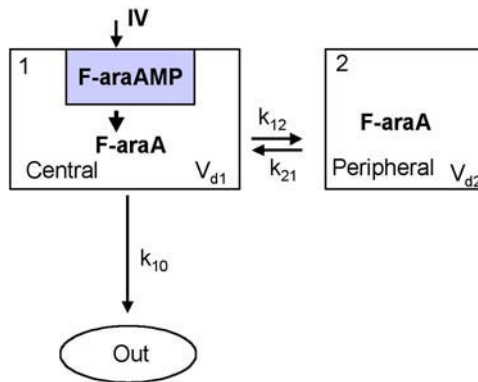 IV
1
F-araAMP
F-araA
Central
Vd1
k12
k21
2
F-araA
Peripheral
Vd2
k10
Out